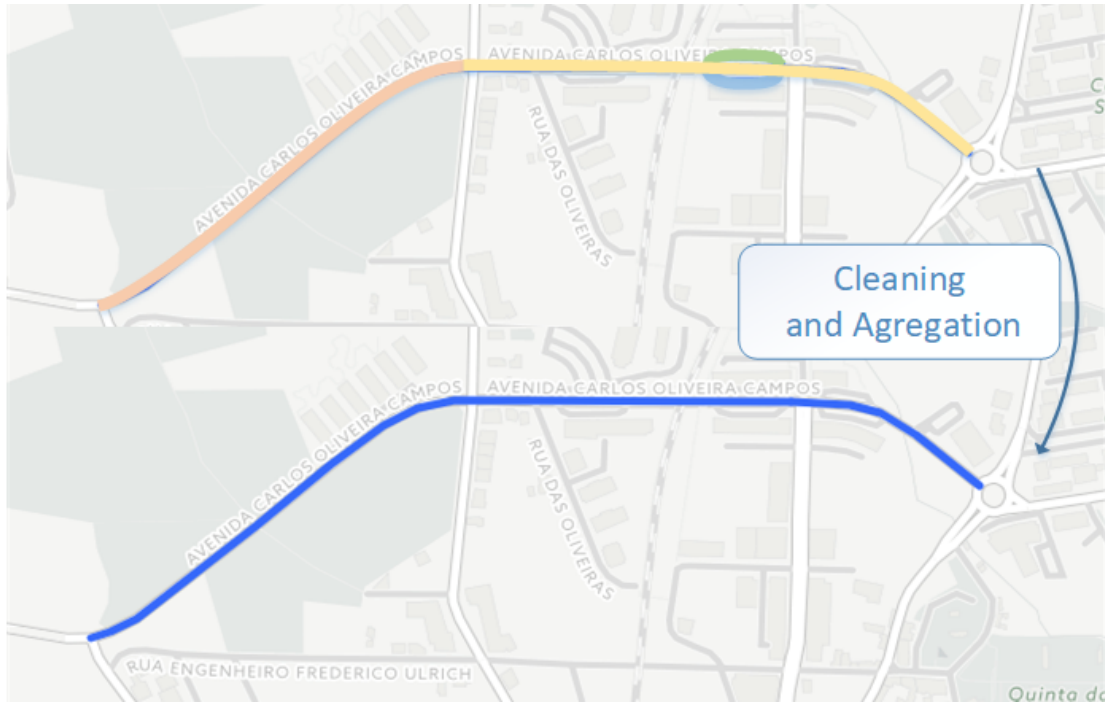 AVENIDA CARLOS OLIVEIRA CAMPOS
AVENIDA CARLOS OLIVEIRA CAMPOS
RUA DAS OLIVEIRAS
C
S
Cleaning
and Agregation
AVENIDA CARLOS OLIVEIRA CAMPOS
AVENIDA CARLOS OLIVEIRA CAMPOS
RUA DAS OLIVEIRAS
RUA ENGENHEIRO FREDERICO ULRICH
Quinta da